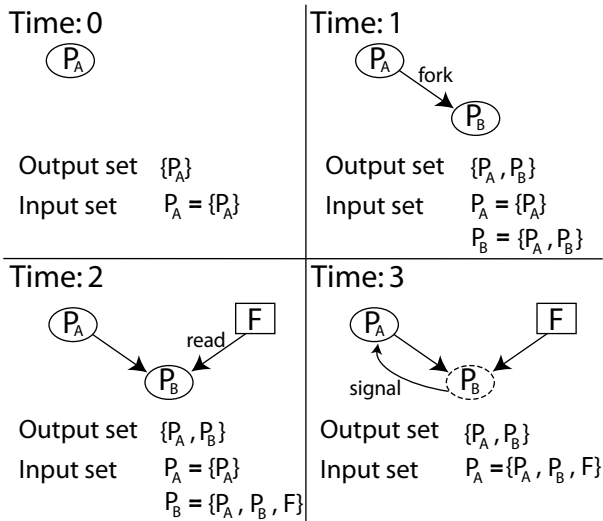 Time: 0
P_A
Output set {P_A}
Input set P_A = {P_A}
Time: 1
P_A
fork
P_B
Output set {P_A , P_B}
Input set P_A = {P_A}
P_B = {P_A , P_B}
Time: 2
P_A
F
read
P_B
Output set {P_A , P_B}
Input set P_A = {P_A}
P_B = {P_A , P_B , F}
Time: 3
P_A
F
signal
P_B
Output set {P_A , P_B}
Input set P_A = {P_A , P_B , F}